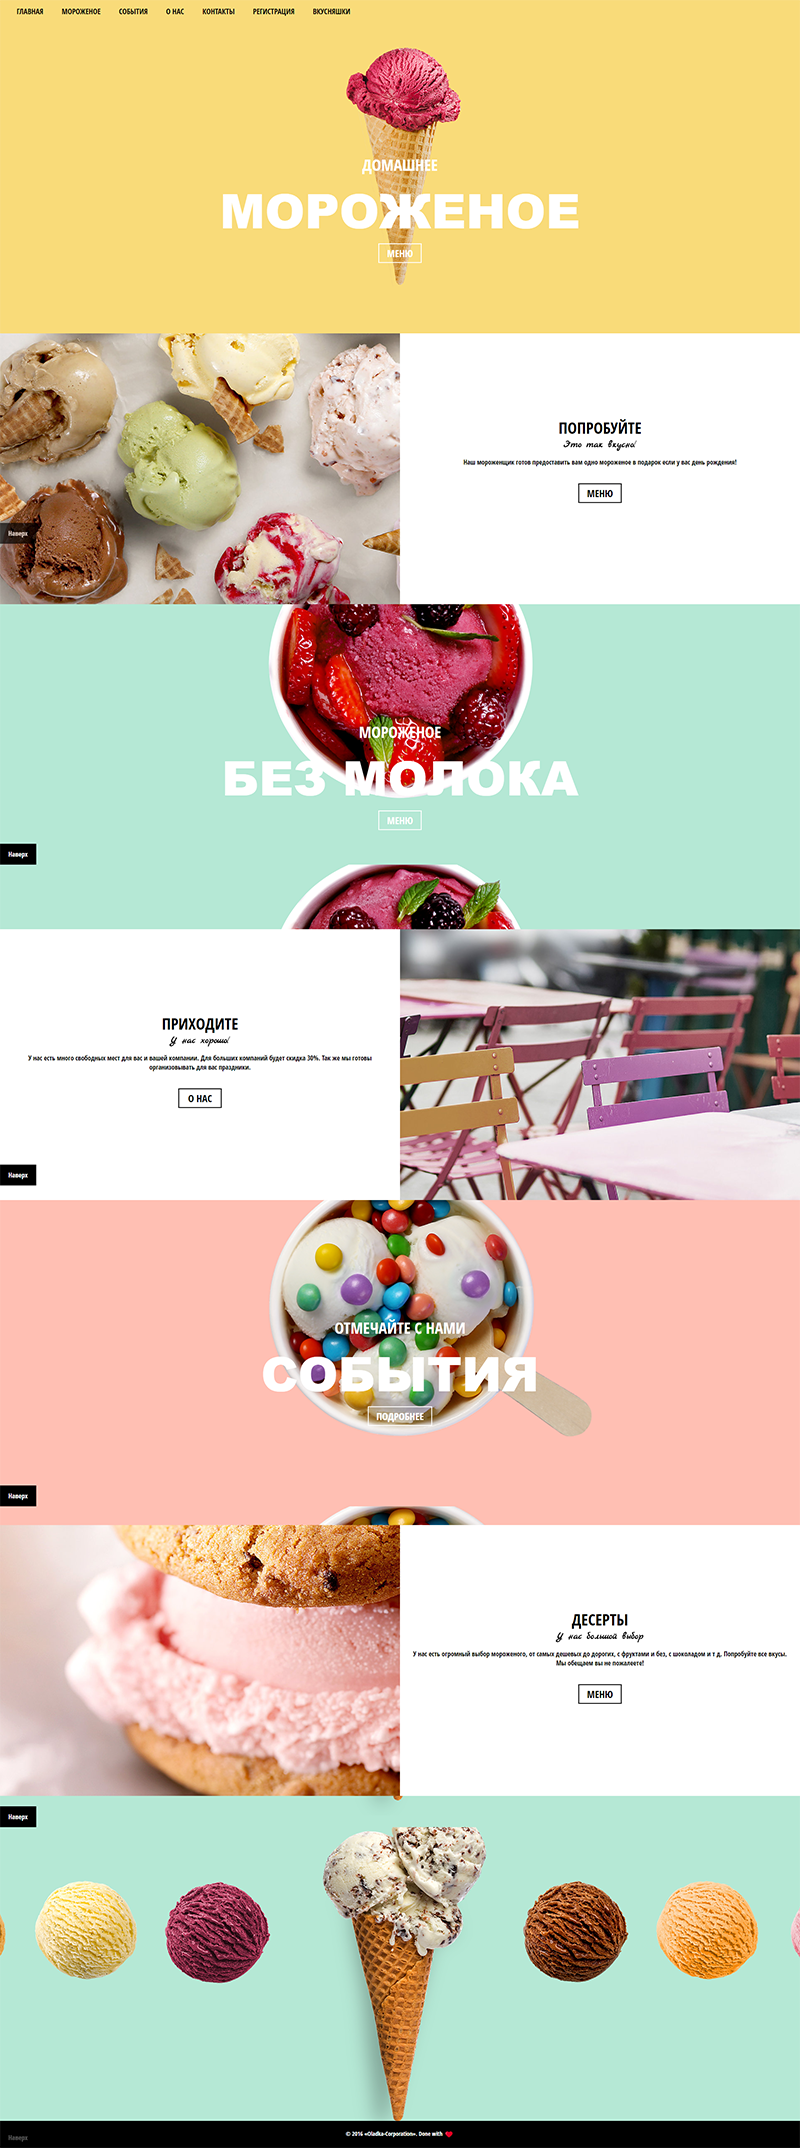 ГЛАВНАЯ МОРОЖЕНОЕ СОБЫТИЯ О НАС КОНТАКТЫ РЕГИСТРАЦИЯ ВКУСНЯШКИ
ДОМАШНЕЕ
МОРОЖЕНОЕ
МЕНЮ
ПОПРОБУЙТЕ
Это так вкусно!
Наш мороженщик готов предоставить вам одно мороженое в подарок если у вас день рождения!
МЕНЮ
Наверх
МОРОЖЕНОЕ
БЕЗ МОЛОКА
МЕНЮ
Наверх
ПРИХОДИТЕ
У нас хорошо!
У нас есть много свободных мест для вас и вашей компании. Для больших компаний будет скидка 30%. Так же мы готовы
организовывать для вас праздники.
О НАС
Наверх
ОТМЕЧАЙТЕ С НАМИ
СОБЫТИЯ
ПОДРОБНЕЕ
Наверх
ДЕСЕРТЫ
У нас большой выбор
У нас есть огромный выбор мороженого, от самых дешевых до дорогих, с фруктами и без, с шоколадом и т д. Попробуйте все вкусы.
Мы обещаем вы не пожалеете!
МЕНЮ
Наверх
© 2016 «Oladka-Corporation». Done with ❤
Наверх